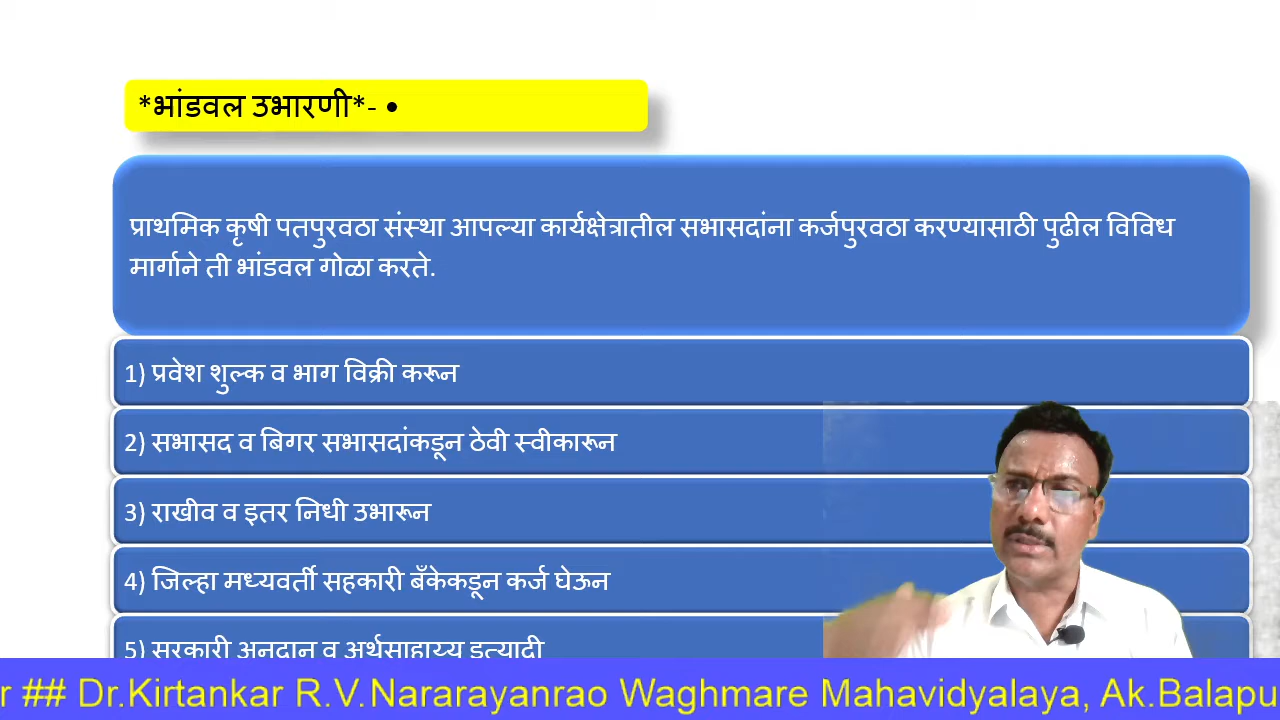 *भांडवल उभारणी*- •
प्राथमिक कृषी पतपुरवठा संस्था आपल्या कार्यक्षेत्रातील सभासदांना कर्जपुरवठा करण्यासाठी पुढील विविध
मार्गाने ती भांडवल गोळा करते.
1) प्रवेश शुल्क व भाग विक्री करून
2) सभासद व बिगर सभासदांकडून ठेवी स्वीकारून
3) राखीव व इतर निधी उभारून
4) जिल्हा मध्यवर्ती सहकारी बँकेकडून कर्ज घेऊन
5) सरकारी अनुदान व अर्थसाहाय्य इत्यादी
r ## Dr.Kirtankar R.V.Nararayanrao Waghmare Mahavidyalaya, Ak.Balapu